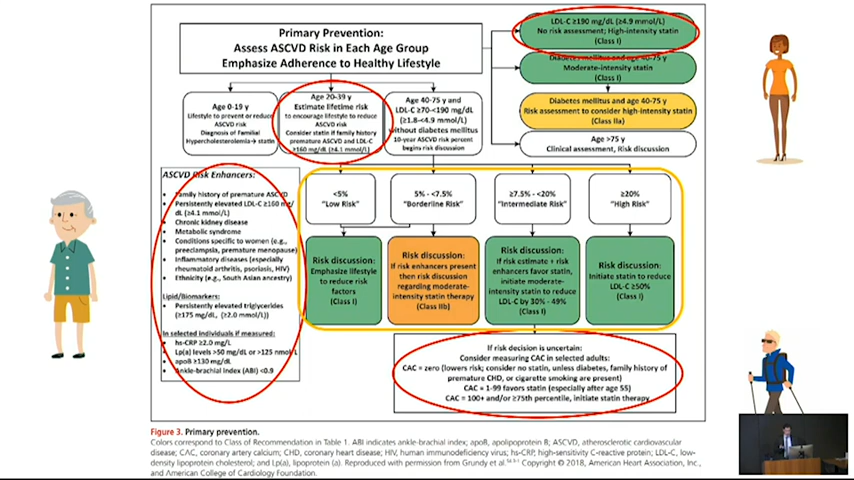 Primary Prevention:
Assess ASCVD Risk in Each Age Group
Emphasize Adherence to Healthy Lifestyle
LDL-C ≥190 mg/dL (≥4.9 mmol/L)
No risk assessment; High-intensity statin
(Class I)
Diabetes mellitus and age 40-75 y
Moderate-intensity statin
(Class I)
Diabetes mellitus and age 40-75 y
Risk assessment to consider high-intensity statin
(Class IIa)
Age >75 y
Clinical assessment, Risk discussion
Age 0-19 y
Lifestyle to prevent or reduce
ASCVD risk
Diagnosis of Familial
Hypercholesterolemia→ statin
Age 20-39 y
Estimate lifetime risk
to encourage lifestyle to reduce
ASCVD risk
Consider statin if family history
premature ASCVD and LDL-C
≥160 mg/dL (≥4.1 mmol/L)
Age 40-75 y and
LDL-C ≥70-<190 mg/dL
(≥1.8-<4.9 mmol/L)
without diabetes mellitus
10-year ASCVD risk percent
begins risk discussion
ASCVD Risk Enhancers:
• Family history of premature ASCVD
• Persistently elevated LDL-C ≥160 mg/
dL (≥4.1 mmol/L)
• Chronic kidney disease
• Metabolic syndrome
• Conditions specific to women (e.g.,
preeclampsia, premature menopause)
• Inflammatory diseases (especially
rheumatoid arthritis, psoriasis, HIV)
• Ethnicity (e.g., South Asian ancestry)
Lipid/Biomarkers:
• Persistently elevated triglycerides
(≥175 mg/dL, (≥2.0 mmol/L))
In selected individuals if measured:
• hs-CRP ≥2.0 mg/L
• Lp(a) levels >50 mg/dL or >125 nmol/L
• apoB ≥130 mg/dL
• Ankle-brachial index (ABI) <0.9
<5%
"Low Risk"
5% - <7.5%
"Borderline Risk"
≥7.5% - <20%
"Intermediate Risk"
≥20%
"High Risk"
Risk discussion:
Emphasize lifestyle
to reduce risk
factors
(Class I)
Risk discussion:
If risk enhancers present
then risk discussion
regarding moderate-
intensity statin therapy
(Class IIb)
Risk discussion:
If risk estimate + risk
enhancers favor statin,
initiate moderate-
intensity statin to reduce
LDL-C by 30% - 49%
(Class I)
Risk discussion:
Initiate statin to reduce
LDL-C ≥50%
(Class I)
If risk decision is uncertain:
Consider measuring CAC in selected adults:
CAC = zero (lowers risk; consider no statin, unless diabetes, family history of
premature CHD, or cigarette smoking are present)
CAC = 1-99 favors statin (especially after age 55)
CAC = 100+ and/or ≥75th percentile, initiate statin therapy
Figure 3. Primary prevention.
Colors correspond to Class of Recommendation in Table 1. ABI indicates ankle-brachial index; apoB, apolipoprotein B; ASCVD, atherosclerotic cardiovascular
disease; CAC, coronary artery calcium; CHD, coronary heart disease; HIV, human immunodeficiency virus; hs-CRP, high-sensitivity C-reactive protein; LDL-C, low-
density lipoprotein cholesterol; and Lp(a), lipoprotein (a). Reproduced with permission from Grundy et al. Copyright © 2018, American Heart Association, Inc.,
and American College of Cardiology Foundation.